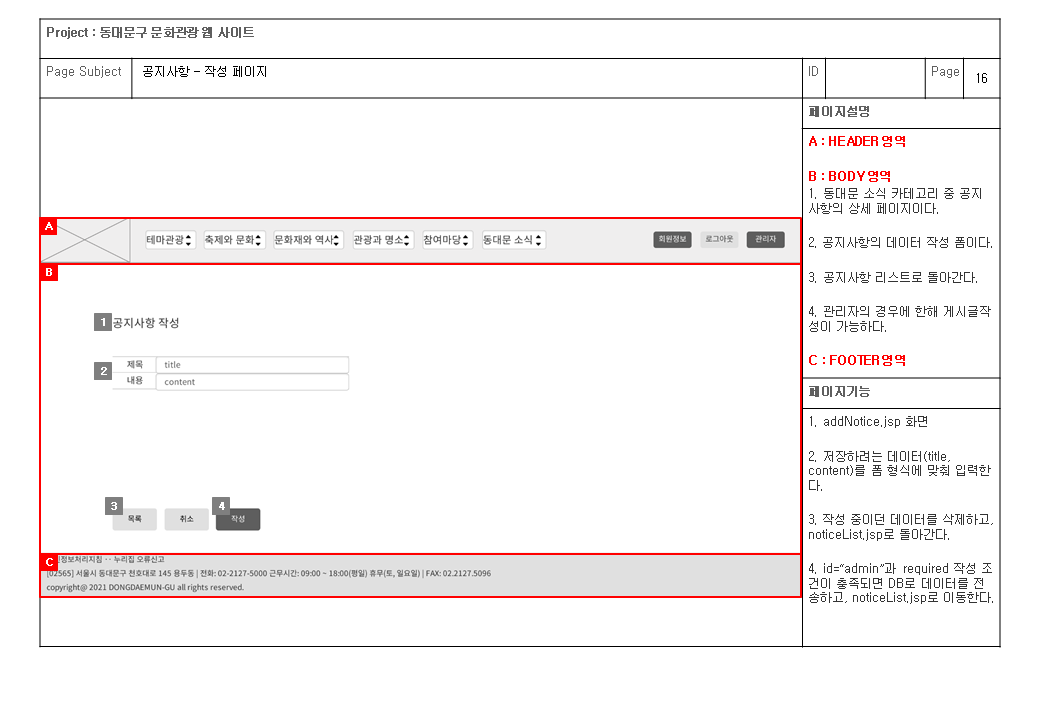 Project : 동대문구 문화관광 웹 사이트
Page Subject
공지사항 – 작성 페이지
ID
Page
16
페이지설명
A : HEADER 영역
B : BODY 영역
1. 동대문 소식 카테고리 중 공지
사항의 상세 페이지이다.
2. 공지사항의 데이터 작성 폼이다.
3. 공지사항 리스트로 돌아간다.
4. 관리자의 경우에 한해 게시글작
성이 가능하다.
C : FOOTER영역
페이지기능
1. addNotice.jsp 화면
2. 저장하려는 데이터(title,
content)를 폼 형식에 맞춰 입력한
다.
3. 작성 중이던 데이터를 삭제하고,
noticeList.jsp로 돌아간다.
4. id=“admin”과 required 작성 조
건이 충족되면 DB로 데이터를 전
송하고, noticeList.jsp로 이동한다.
A
테마관광 축제와 문화 문화재와 역사 관광과 명소 참여마당 동대문 소식
회원정보 로그아웃 관리자
B
1 공지사항 작성
2
제목 title
내용 content
3 4
목록 취소 작성
C
인정보처리지침 · · 누리집 오류신고
[02565] 서울시 동대문구 천호대로 145 용두동 | 전화: 02-2127-5000 근무시간: 09:00 ~ 18:00(평일) 휴무(토, 일요일) | FAX: 02.2127.5096
copyright@ 2021 DONGDAEMUN-GU all rights reserved.